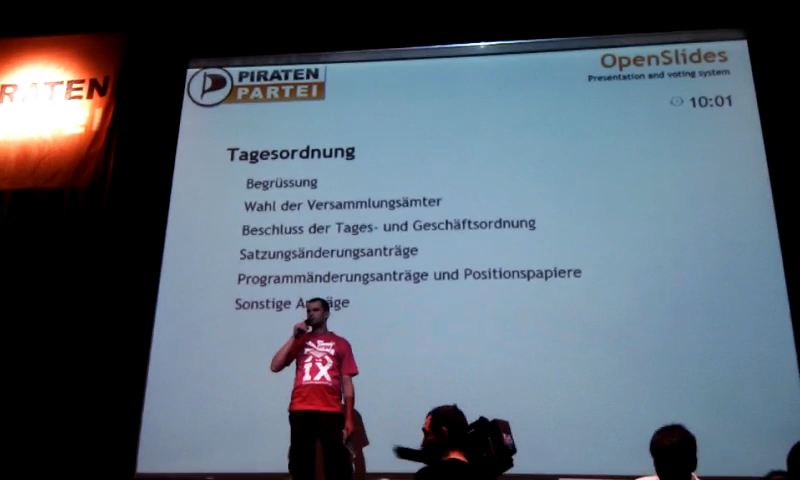 PIRATEN
PARTEI
OpenSlides
Presentation and voting system
10:01
Tagesordnung
Begrüssung
Wahl der Versammlungsämter
Beschluss der Tages- und Geschäftsordnung
Satzungsänderungsanträge
Programmänderungsanträge und Positionspapiere
Sonstige
RATEN
IX